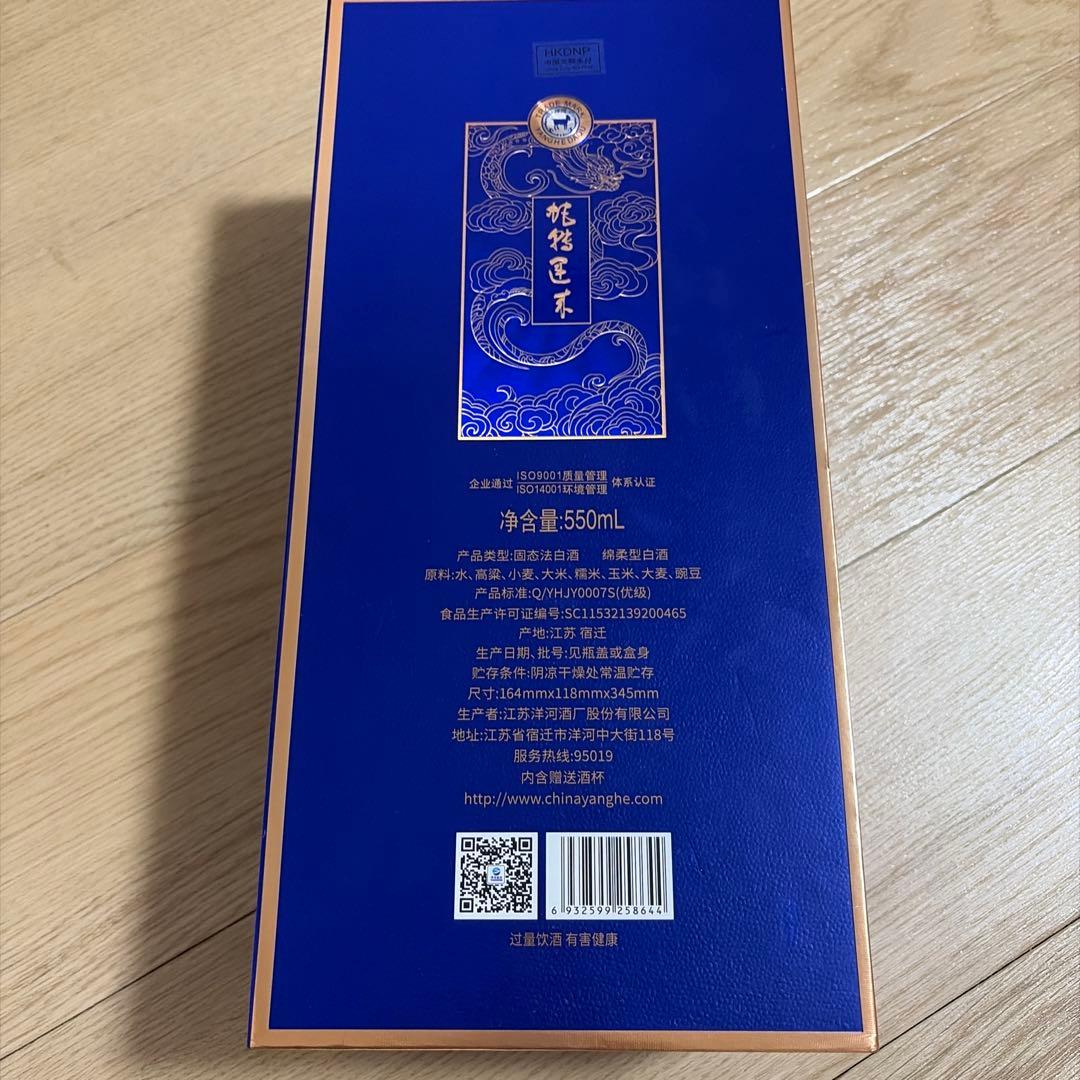 HKDNP
TRADE MARK
YANGHE DAQU
蛇转运来
企业通过 ISO9001质量管理 体系认证
ISO14001环境管理
净含量:550mL
产品类型:固态法白酒 绵柔型白酒
原料:水、高粱、小麦、大米、糯米、玉米、大麦、豌豆
产品标准:Q/YHJY0007S(优级)
食品生产许可证编号:SC11532139200465
产地:江苏 宿迁
生产日期、批号:见瓶盖或盒身
贮存条件:阴凉干燥处常温贮存
尺寸:164mmx118mmx345mm
生产者:江苏洋河酒厂股份有限公司
地址:江苏省宿迁市洋河中大街118号
服务热线:95019
内含赠送酒杯
http://www.chinayanghe.com
6 932599 258644
过量饮酒 有害健康